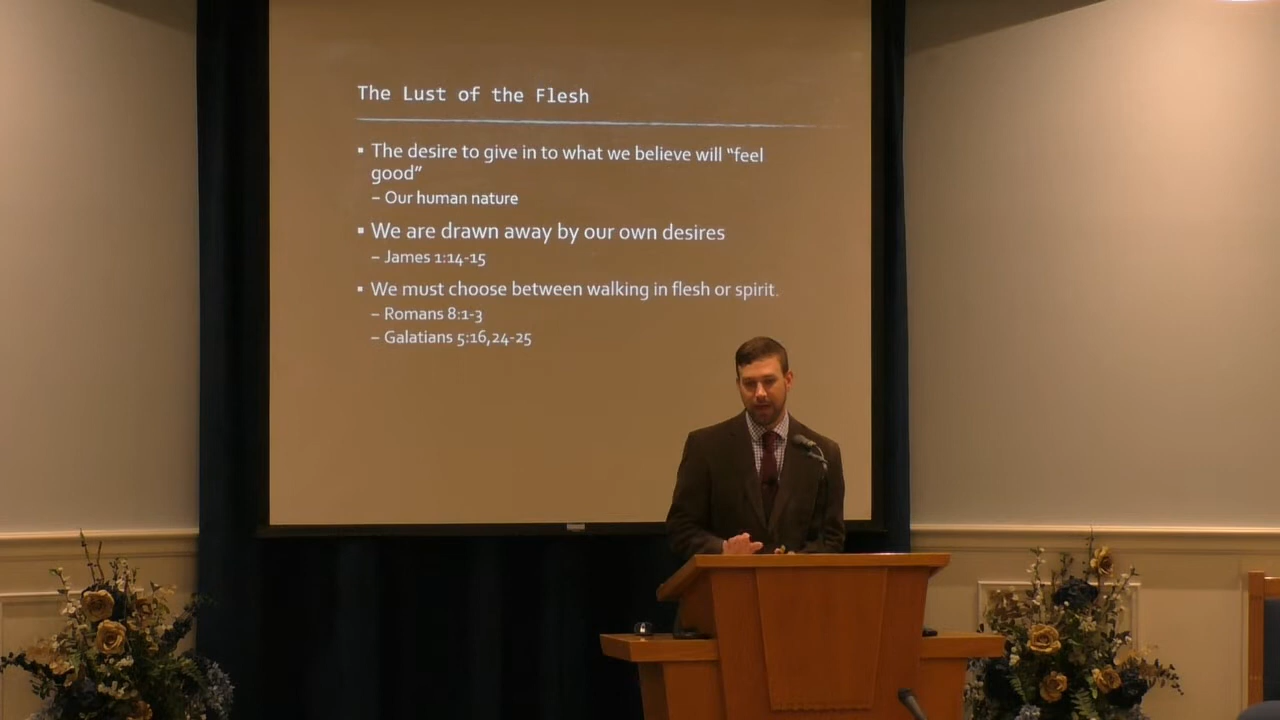 The Lust of the Flesh
▪ The desire to give in to what we believe will “feel
good”
– Our human nature
▪ We are drawn away by our own desires
– James 1:14-15
▪ We must choose between walking in flesh or spirit.
– Romans 8:1-3
– Galatians 5:16,24-25